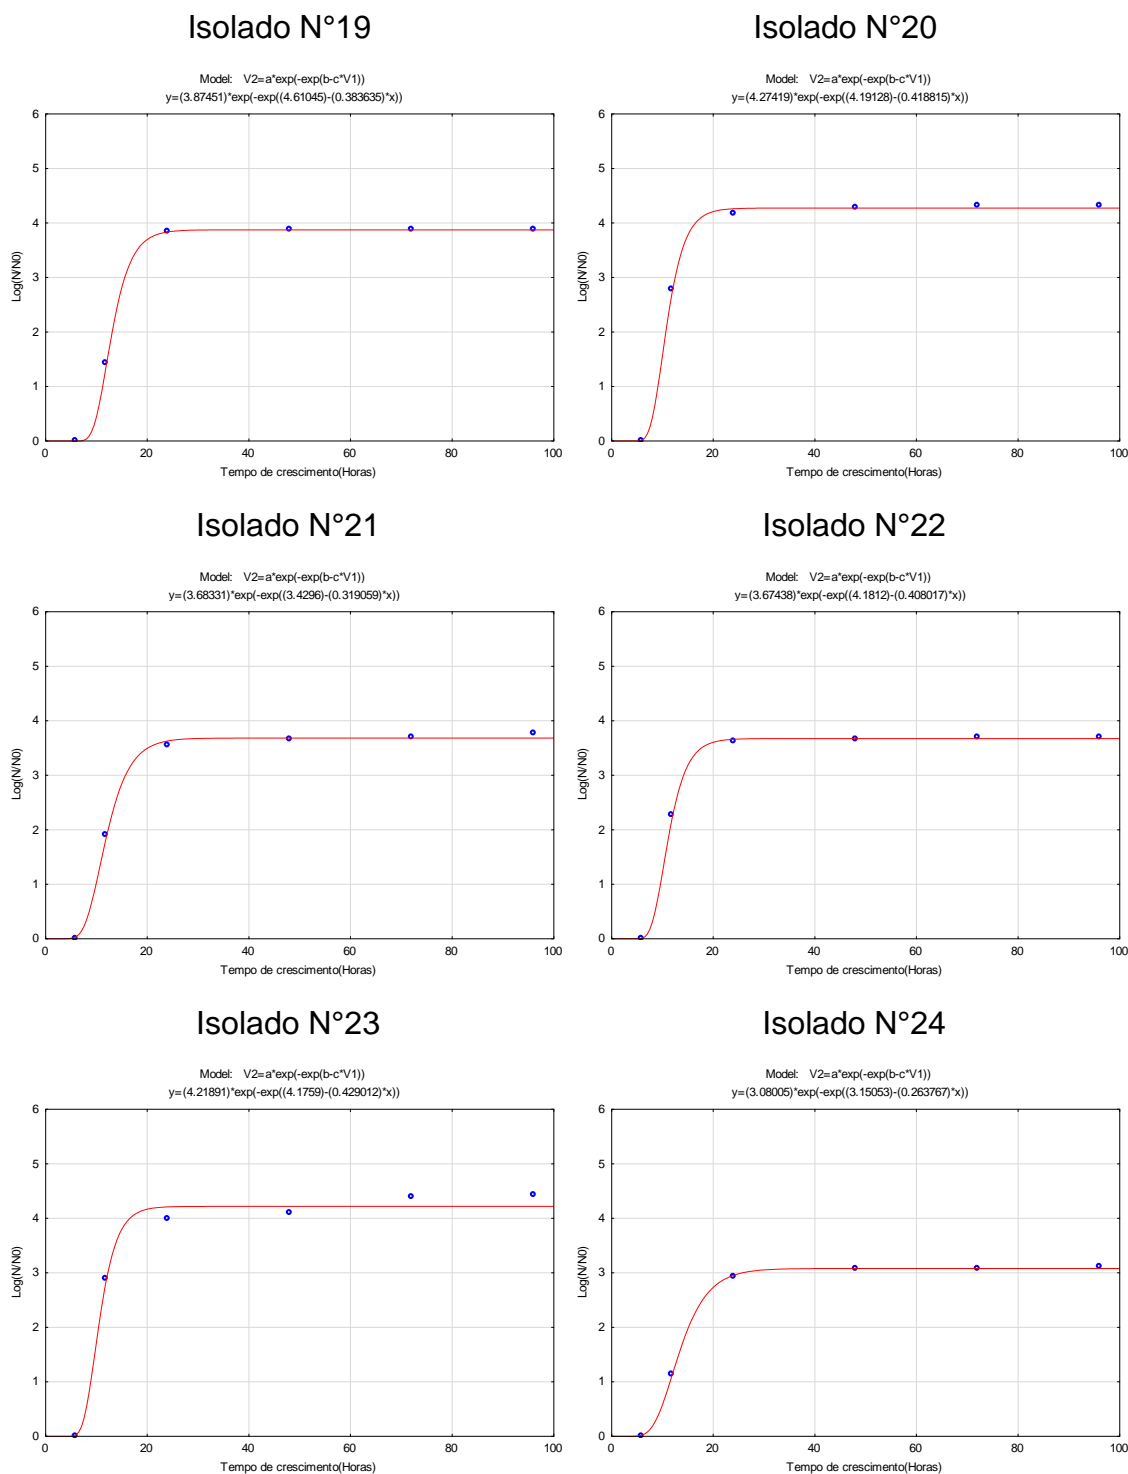 Isolado N°19
Model: V2=a*exp(-exp(b-c*V1))
y=(3.87451)*exp(-exp((4.61045)-(0.383635)*x))
6
5
4
3
2
1
0
Log(N/N0)
0 20 40 60 80 100
Tempo de crescimento(Horas)
Isolado N°20
Model: V2=a*exp(-exp(b-c*V1))
y=(4.27419)*exp(-exp((4.19128)-(0.418815)*x))
6
5
4
3
2
1
0
Log(N/N0)
0 20 40 60 80 100
Tempo de crescimento(Horas)
Isolado N°21
Model: V2=a*exp(-exp(b-c*V1))
y=(3.68331)*exp(-exp((3.4296)-(0.319059)*x))
6
5
4
3
2
1
0
Log(N/N0)
0 20 40 60 80 100
Tempo de crescimento(Horas)
Isolado N°22
Model: V2=a*exp(-exp(b-c*V1))
y=(3.67438)*exp(-exp((4.1812)-(0.408017)*x))
6
5
4
3
2
1
0
Log(N/N0)
0 20 40 60 80 100
Tempo de crescimento(Horas)
Isolado N°23
Model: V2=a*exp(-exp(b-c*V1))
y=(4.21891)*exp(-exp((4.1759)-(0.429012)*x))
6
5
4
3
2
1
0
Log(N/N0)
0 20 40 60 80 100
Tempo de crescimento(Horas)
Isolado N°24
Model: V2=a*exp(-exp(b-c*V1))
y=(3.08005)*exp(-exp((3.15053)-(0.263767)*x))
6
5
4
3
2
1
0
Log(N/N0)
0 20 40 60 80 100
Tempo de crescimento(Horas)